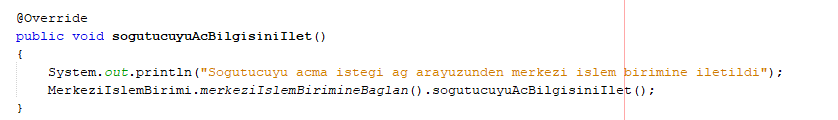 @Override
public void sogutucuyuAcBilgisiniIlet()
{
System.out.println("Sogutucuyu acma istegi ag arayuzunden merkezi islem birimine iletildi");
MerkeziIslemBirimi.merkeziIslemBirimineBaglan().sogutucuyuAcBilgisiniIlet();
}